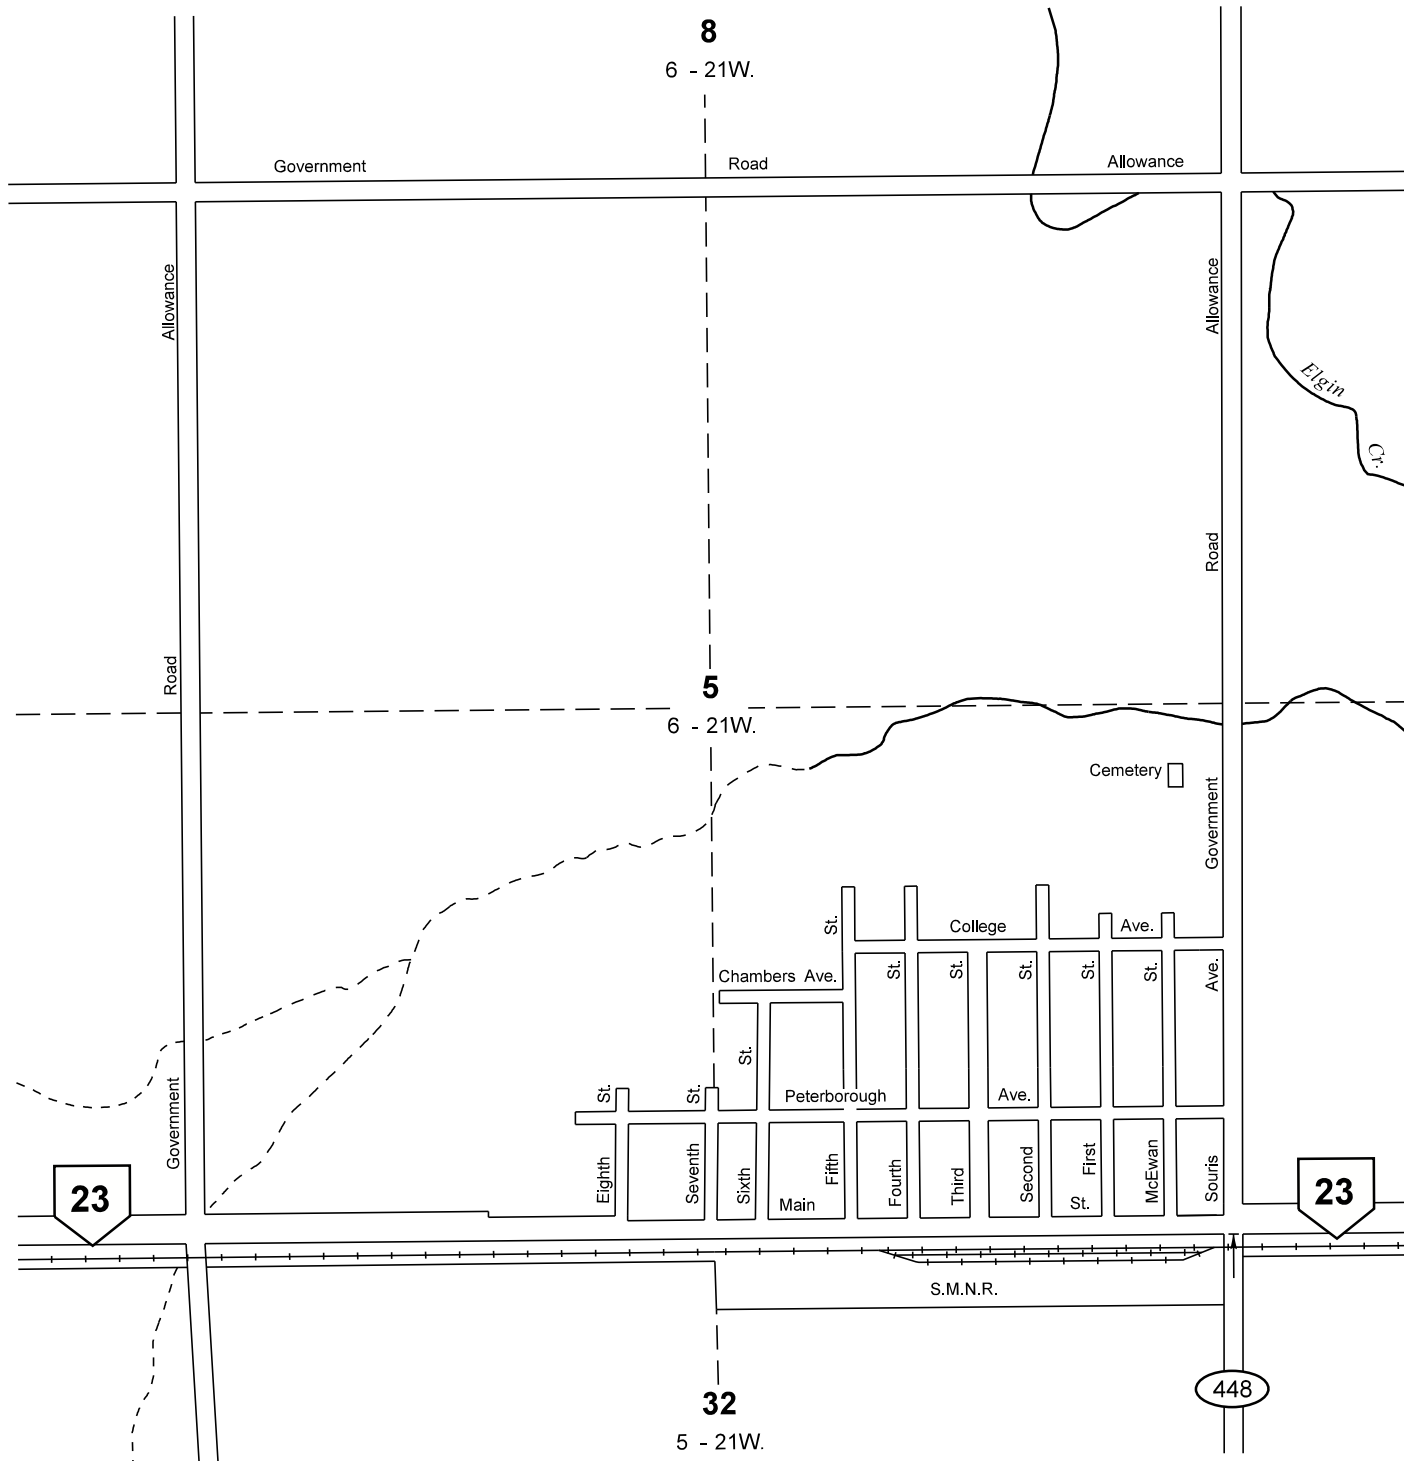 8
6 - 21W.
Government Road Allowance
Allowance
Allowance
Elgin
Cr.
Road
Road
5
6 - 21W.
Cemetery
Government
St.
College Ave.
Chambers Ave.
St.
St.
St.
St.
St.
Ave.
St.
St.
St.
Peterborough Ave.
Government
Eighth
Seventh
Sixth
Fifth
Fourth
Third
Second
First
McEwan
Souris
Main St.
23
23
S.M.N.R.
448
32
5 - 21W.